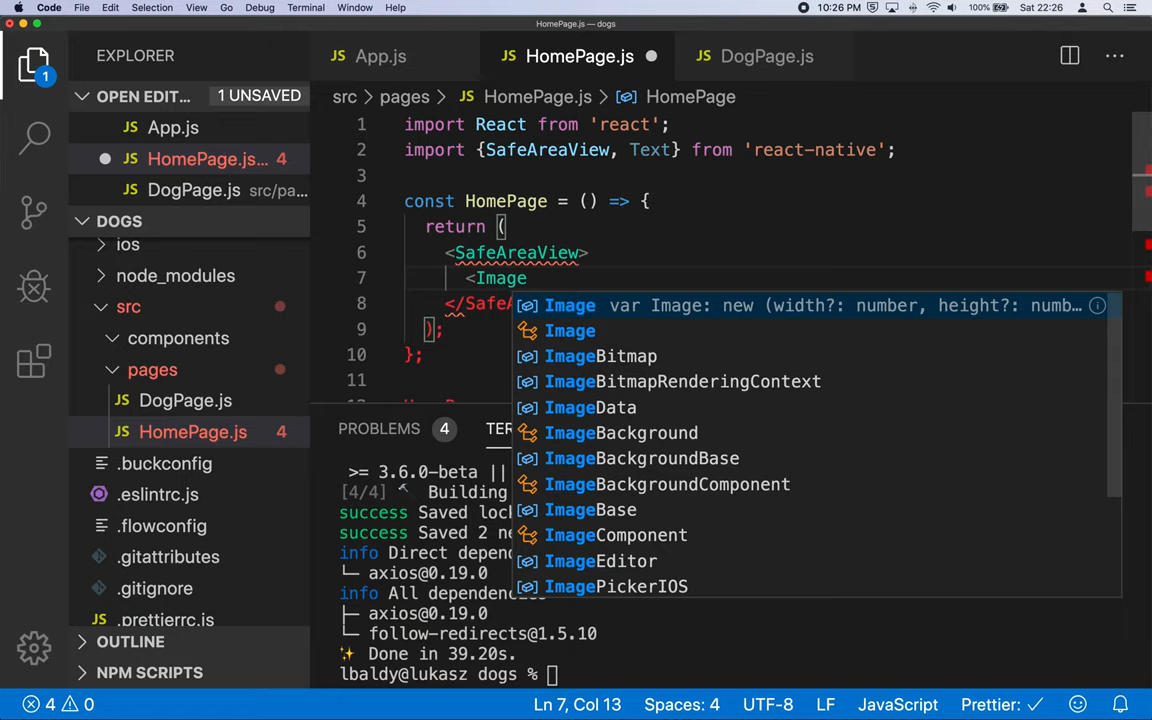 Code File Edit Selection View Go Debug Terminal Window Help 10:26 PM 100% Sat 22:26
HomePage.js — dogs
EXPLORER
JS App.js
JS HomePage.js
JS DogPage.js
OPEN EDIT... 1 UNSAVED
JS App.js
JS HomePage.js... 4
JS DogPage.js src/pa...
DOGS
ios
node_modules
src
components
pages
JS DogPage.js
JS HomePage.js 4
.buckconfig
.eslintrc.js
.flowconfig
.gitattributes
.gitignore
JS .prettierrc.js
OUTLINE
NPM SCRIPTS
1
src > pages > JS HomePage.js > HomePage
1 import React from 'react';
2 import {SafeAreaView, Text} from 'react-native';
3
4 const HomePage = () => {
5 return (
6 <SafeAreaView>
7 <Image
8 </SafeA
9 );
10 };
11
Image var Image: new (width?: number, height?: numb...
Image
ImageBitmap
ImageBitmapRenderingContext
ImageData
ImageBackground
ImageBackgroundBase
ImageBackgroundComponent
ImageBase
ImageComponent
ImageEditor
ImagePickerIOS
PROBLEMS 4 TER
>= 3.6.0-beta ||
[4/4] Building
success Saved loc
success Saved 2 ne
info Direct depen
└─ axios@0.19.0
info All dependenc
├─ axios@0.19.0
└─ follow-redirects@1.5.10
✨ Done in 39.20s.
lbaldy@lukasz dogs %
4 0 Ln 7, Col 13 Spaces: 4 UTF-8 LF JavaScript Prettier: ✓